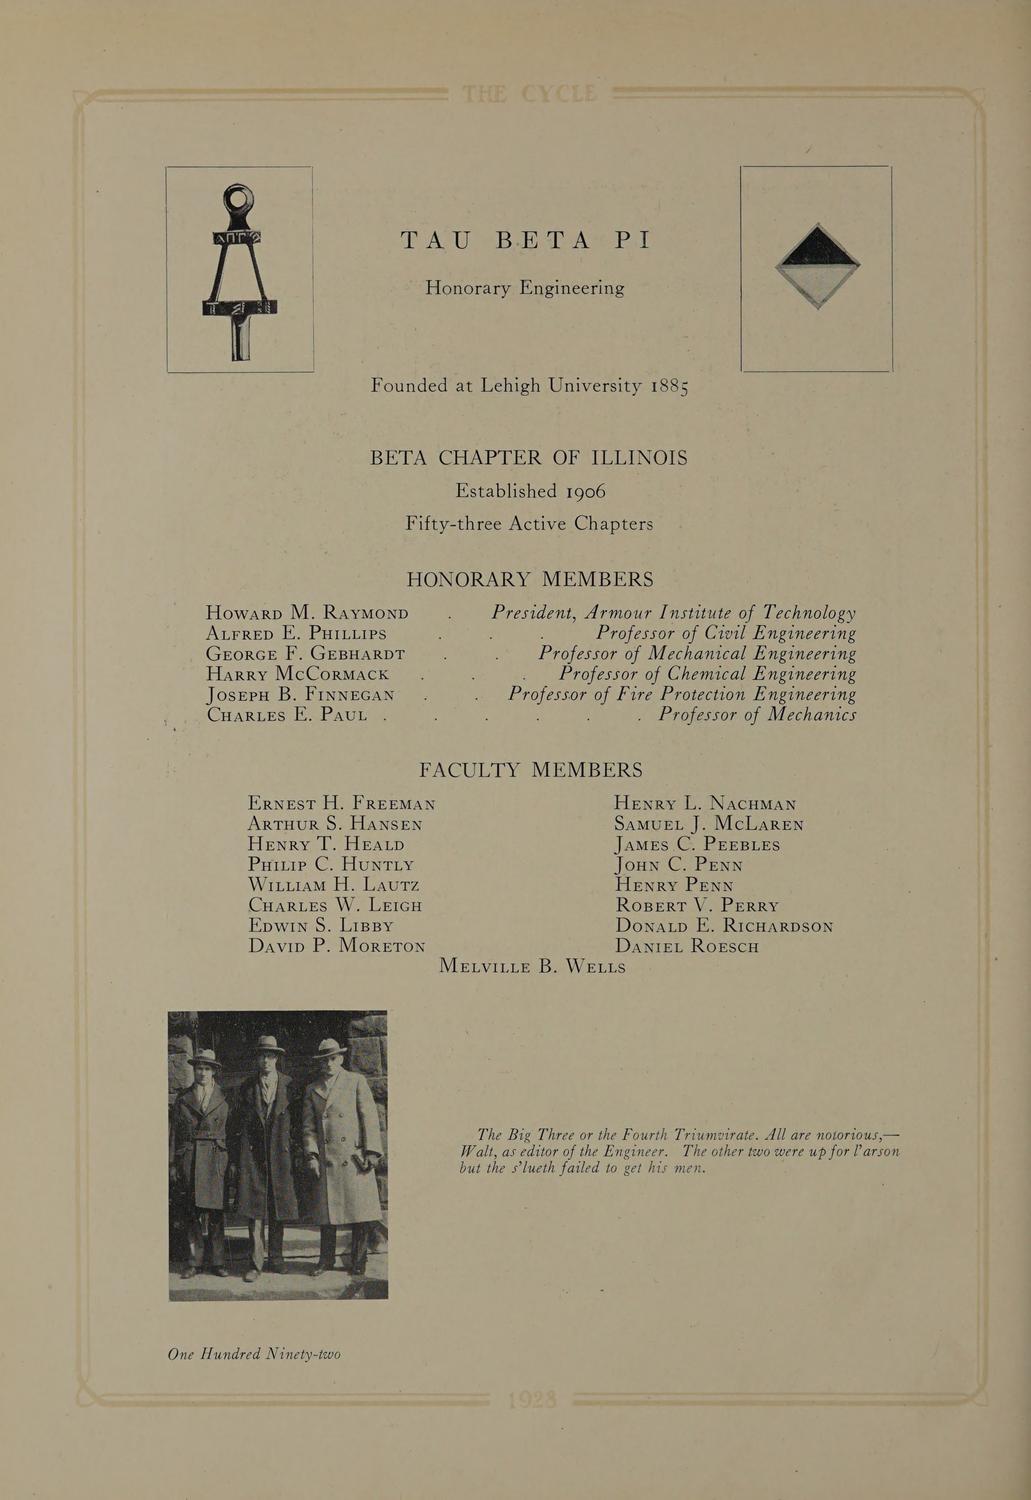 THE CYCLE
TAU BETA PI
Honorary Engineering
Founded at Lehigh University 1885
BETA CHAPTER OF ILLINOIS
Established 1906
Fifty-three Active Chapters
HONORARY MEMBERS
HOWARD M. RAYMOND . President, Armour Institute of Technology
ALFRED E. PHILLIPS . . . Professor of Civil Engineering
GEORGE F. GEBHARDT . . Professor of Mechanical Engineering
HARRY MCCORMACK . . . Professor of Chemical Engineering
JOSEPH B. FINNEGAN . . Professor of Fire Protection Engineering
CHARLES E. PAUL . . . . . . Professor of Mechanics
FACULTY MEMBERS
ERNEST H. FREEMAN HENRY L. NACHMAN
ARTHUR S. HANSEN SAMUEL J. MCLAREN
HENRY T. HEALD JAMES C. PEEBLES
PHILIP C. HUNTLY JOHN C. PENN
WILLIAM H. LAUTZ HENRY PENN
CHARLES W. LEIGH ROBERT V. PERRY
EDWIN S. LIBBY DONALD E. RICHARDSON
DAVID P. MORETON DANIEL ROESCH
MELVILLE B. WELLS
The Big Three or the Fourth Triumvirate. All are notorious,—
Walt, as editor of the Engineer. The other two were up for l'arson
but the s'lueth failed to get his men.
One Hundred Ninety-two
1928